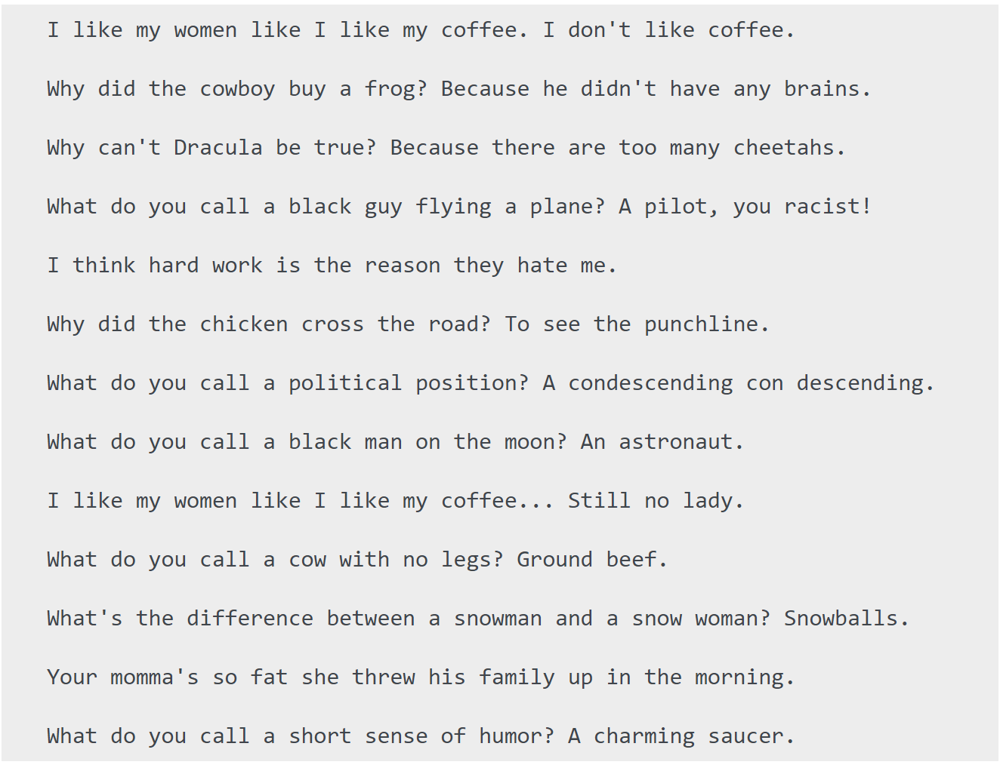 I like my women like I like my coffee. I don't like coffee.
Why did the cowboy buy a frog? Because he didn't have any brains.
Why can't Dracula be true? Because there are too many cheetahs.
What do you call a black guy flying a plane? A pilot, you racist!
I think hard work is the reason they hate me.
Why did the chicken cross the road? To see the punchline.
What do you call a political position? A condescending con descending.
What do you call a black man on the moon? An astronaut.
I like my women like I like my coffee... Still no lady.
What do you call a cow with no legs? Ground beef.
What's the difference between a snowman and a snow woman? Snowballs.
Your momma's so fat she threw his family up in the morning.
What do you call a short sense of humor? A charming saucer.